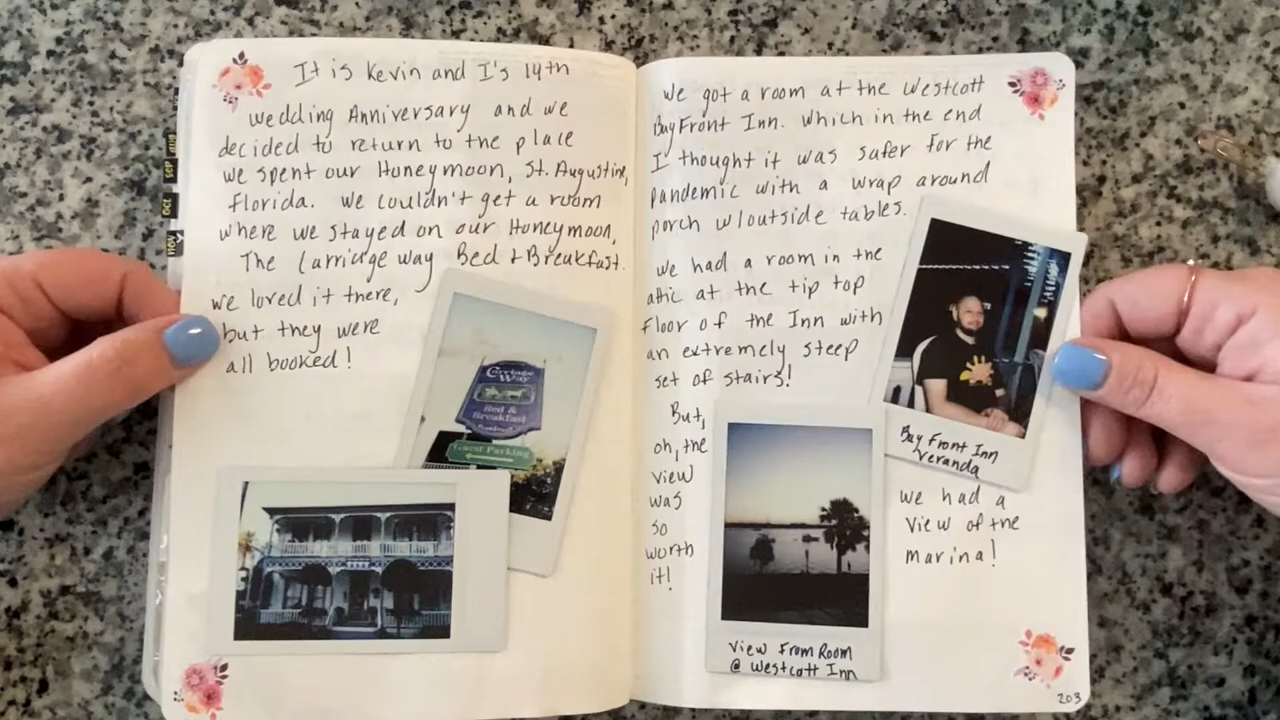 It is Kevin and I's 14th
wedding Anniversary and we
decided to return to the place
we spent our Honeymoon, St. Augustine,
Florida. we couldn't get a room
where we stayed on our Honeymoon,
The Carriage way Bed & Breakfast.
we loved it there,
but they were
all booked!
Carriage
Way
Bed &
Breakfast
Guest Parking
we got a room at the Westcott
Bay Front Inn. which in the end
I thought it was safer for the
pandemic with a wrap around
porch w/outside tables.
we had a room in the
attic at the tip top
Floor of the Inn with
an extremely steep
set of stairs!
But,
oh, the
view
was
so
worth
it!
View From Room
@ Westcott Inn
Bay Front Inn
Veranda
we had a
view of the
marina!
203
aug
sep
oct
nov